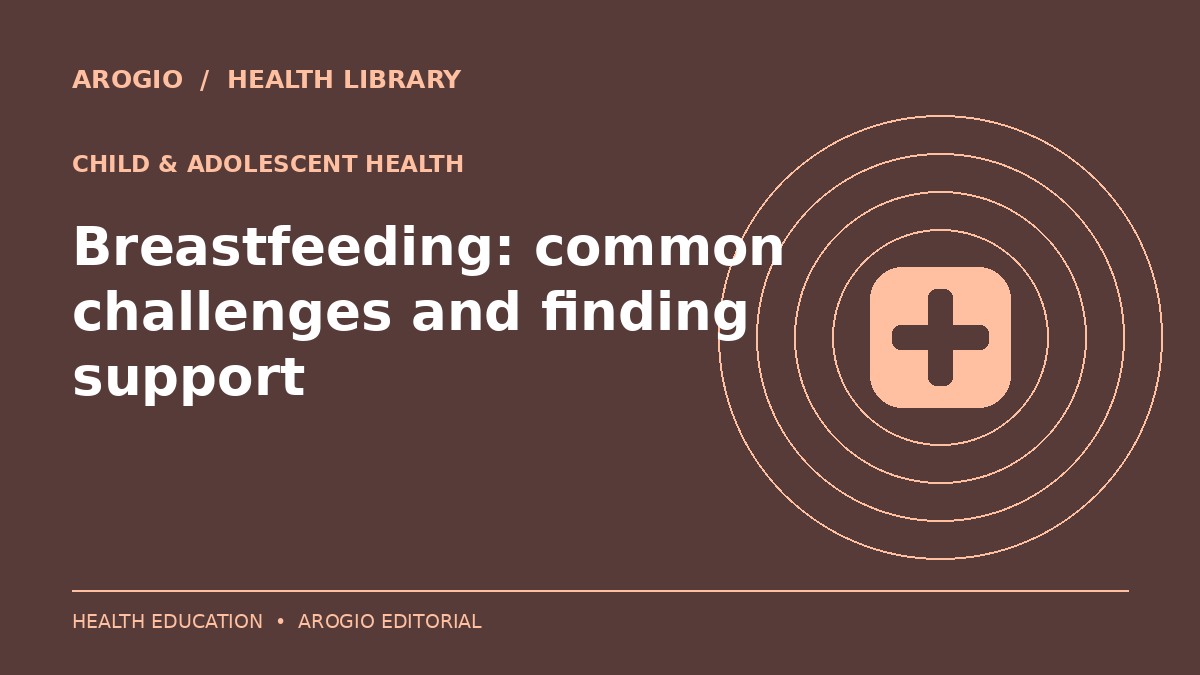 AROGIO / HEALTH LIBRARY
CHILD & ADOLESCENT HEALTH
Breastfeeding: common
challenges and finding
support
HEALTH EDUCATION • AROGIO EDITORIAL